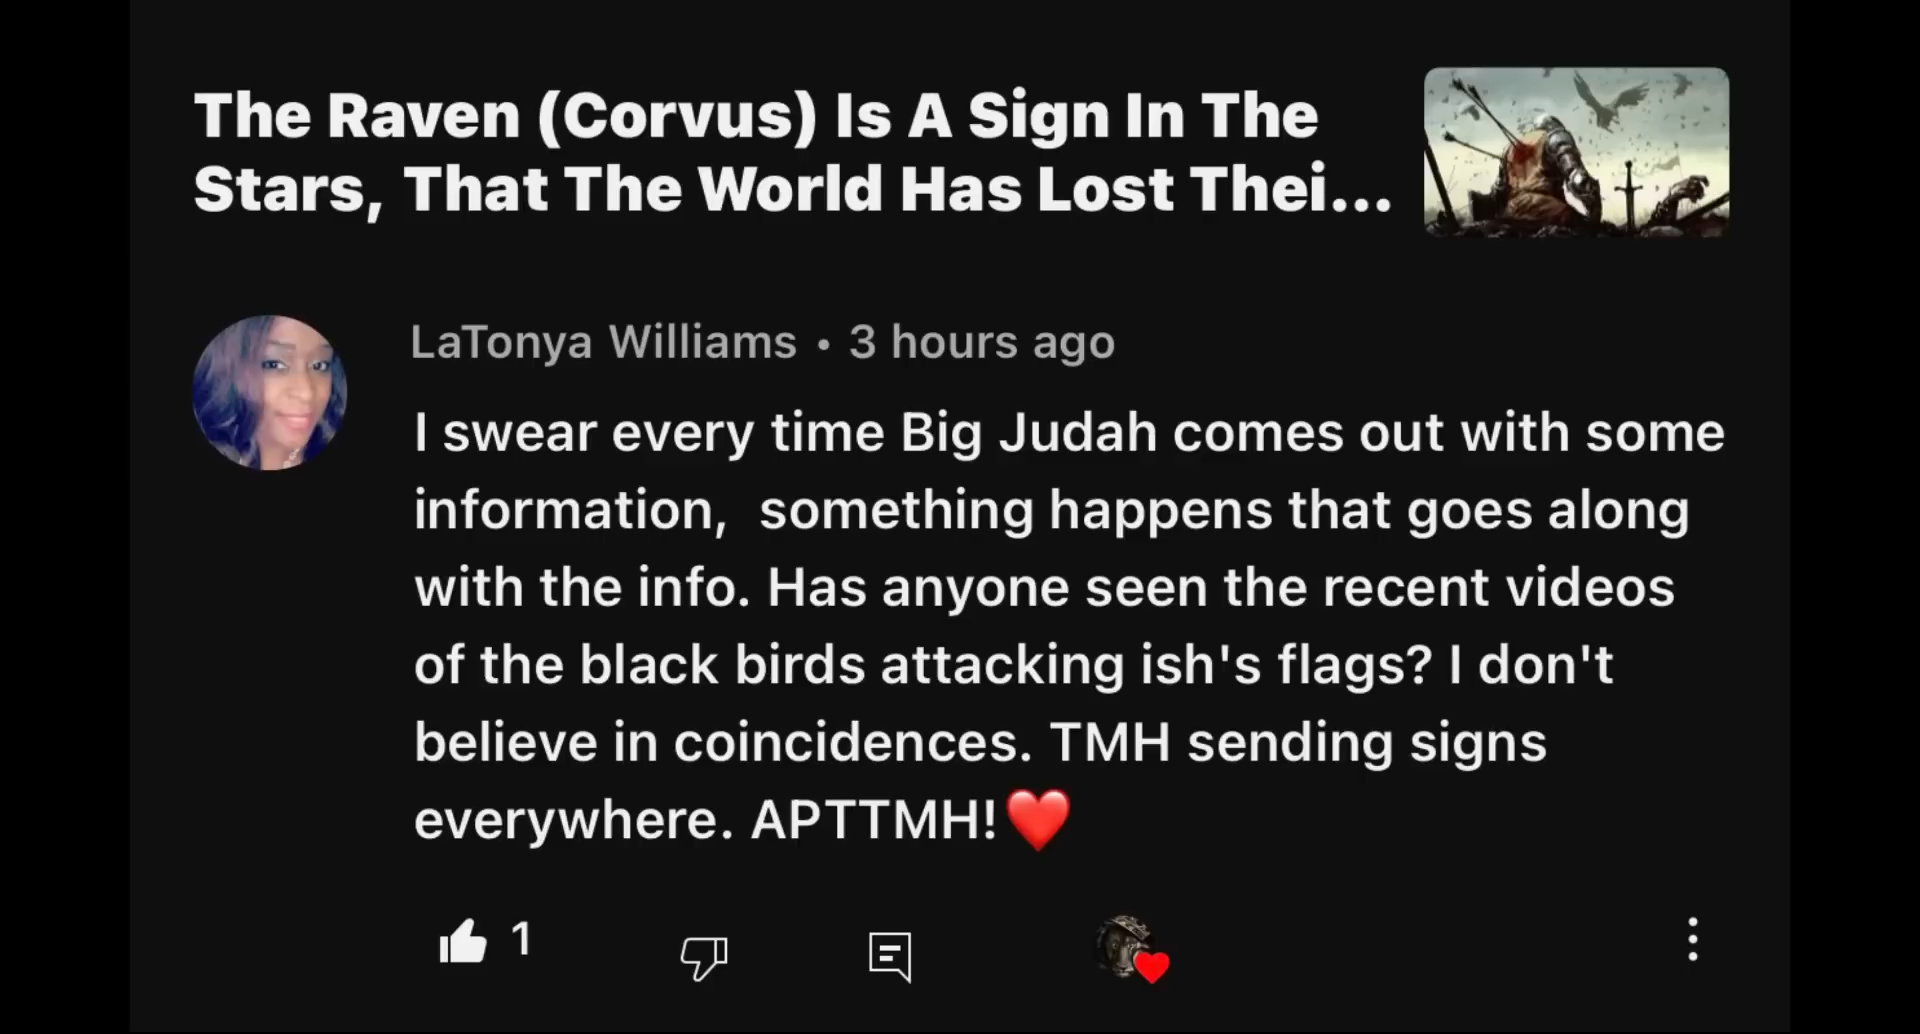 The Raven (Corvus) Is A Sign In The
Stars, That The World Has Lost Thei...
LaTonya Williams • 3 hours ago
I swear every time Big Judah comes out with some
information,  something happens that goes along
with the info. Has anyone seen the recent videos
of the black birds attacking ish's flags? I don't
believe in coincidences. TMH sending signs
everywhere. APTTMH!❤️
1